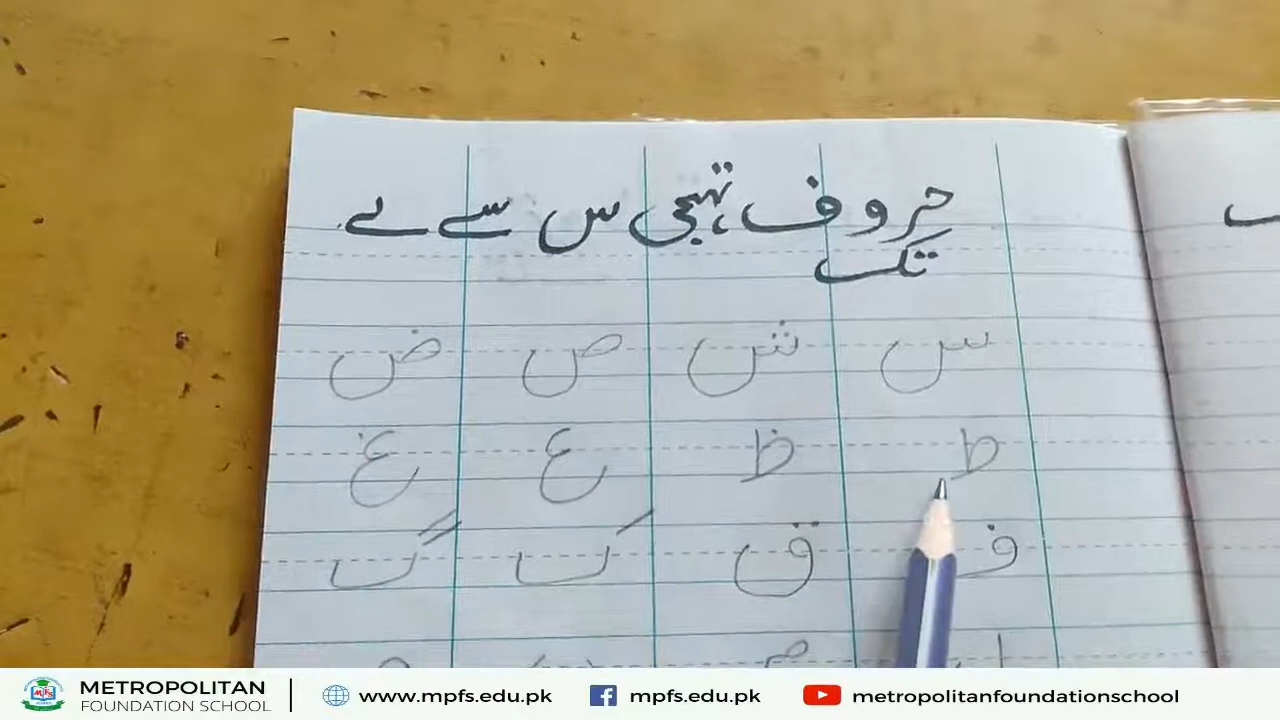 حروف تہجی س سے ے
تک
س ش ص ض
ط ظ ع غ
ف ق ک گ
METROPOLITAN
FOUNDATION SCHOOL
www.mpfs.edu.pk
mpfs.edu.pk
metropolitanfoundationschool